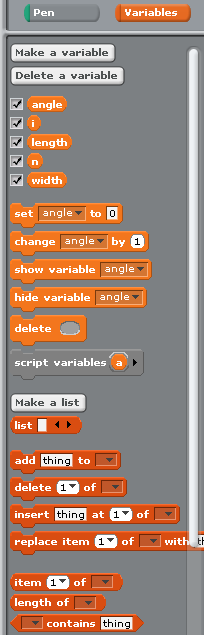 Pen Variables
Make a variable
Delete a variable
angle
i
length
n
width
set angle to 0
change angle by 1
show variable angle
hide variable angle
delete
script variables a
Make a list
list
add thing to
delete 1 of
insert thing at 1 of
replace item 1 of with
item 1 of
length of
contains thing